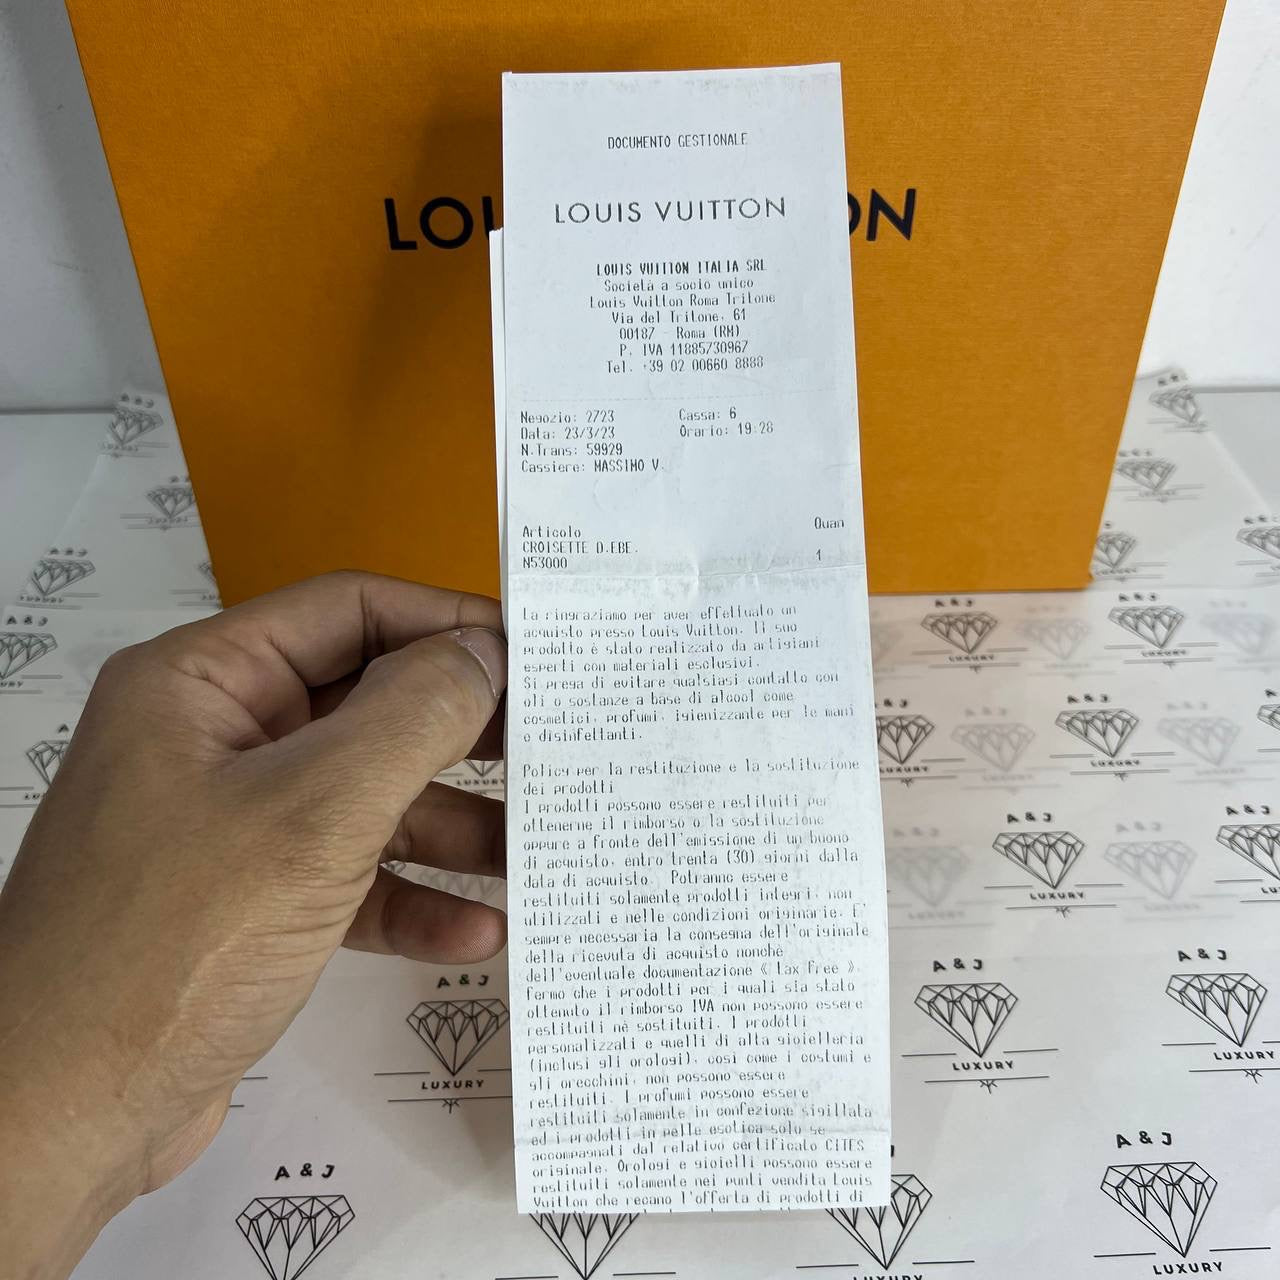 LOUIS VUITTON
DOCUMENTO GESTIONALE
LOUIS VUITTON
LOUIS VUITTON ITALIA SRL
Società a socio unico
Louis Vuitton Roma Tritone
Via del Tritone, 61
00187 - Roma (RM)
P. IVA 11885730967
Tel. +39 02 00660 8888
Negozio: 2723 Cassa: 6
Data: 23/3/23 Orario: 19:28
N.Trans: 59929
Cassiere: MASSIMO V.
Articolo Quan
CROISETTE D.EBE. 1
N53000
La ringraziamo per aver effettuato un
acquisto presso Louis Vuitton. Il suo
prodotto è stato realizzato da artigiani
esperti con materiali esclusivi.
Si prega di evitare qualsiasi contatto con
oli o sostanze a base di alcool come
cosmetici, profumi, igienizzante per le mani
e disinfettanti.
Policy per la restituzione e la sostituzione
dei prodotti
I prodotti possono essere restituiti per
ottenerne il rimborso o la sostituzione
oppure a fronte dell'emissione di un buono
di acquisto, entro trenta (30) giorni dalla
data di acquisto. Potranno essere
restituiti solamente prodotti integri, non
utilizzati e nelle condizioni originarie. E'
sempre necessaria la consegna dell'originale
della ricevuta di acquisto nonchè
dell'eventuale documentazione « tax free »,
fermo che i prodotti per i quali sia stato
ottenuto il rimborso IVA non possono essere
restituiti nè sostituiti. I prodotti
personalizzati e quelli di alta gioielleria
(inclusi gli orologi), così come i costumi e
gli orecchini, non possono essere
restituiti. I profumi possono essere
restituiti solamente in confezione sigillata
ed i prodotti in pelle esotica solo se
accompagnati dal relativo certificato CITES
originale. Orologi e gioielli possono essere
restituiti solamente nei punti vendita Louis
Vuitton che recano l'offerta di prodotti di
A & J
LUXURY
A & J
LUXURY
A & J
LUXURY
A & J
LUXURY
A & J
LUXURY
A & J
LUXURY
A & J
LUXURY
A & J
A & J
LUXURY